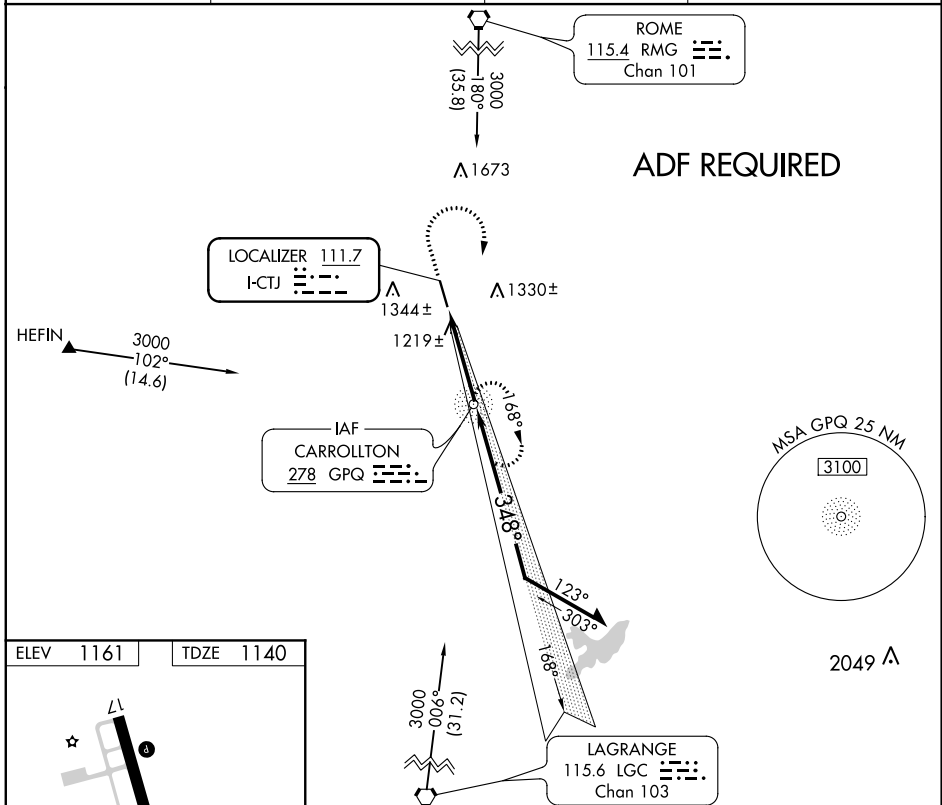 ROME
115.4 RMG
Chan 101
3000
180°
(35.8)
1673
ADF REQUIRED
LOCALIZER 111.7
I-CTJ
1344±
1330±
1219±
HEFIN
3000
102°
(14.6)
IAF
CARROLLTON
278 GPQ
168°
348°
MSA GPQ 25 NM
3100
123°
303°
168°
2049
ELEV 1161
TDZE 1140
17
P
3000
006°
(31.2)
LAGRANGE
115.6 LGC
Chan 103